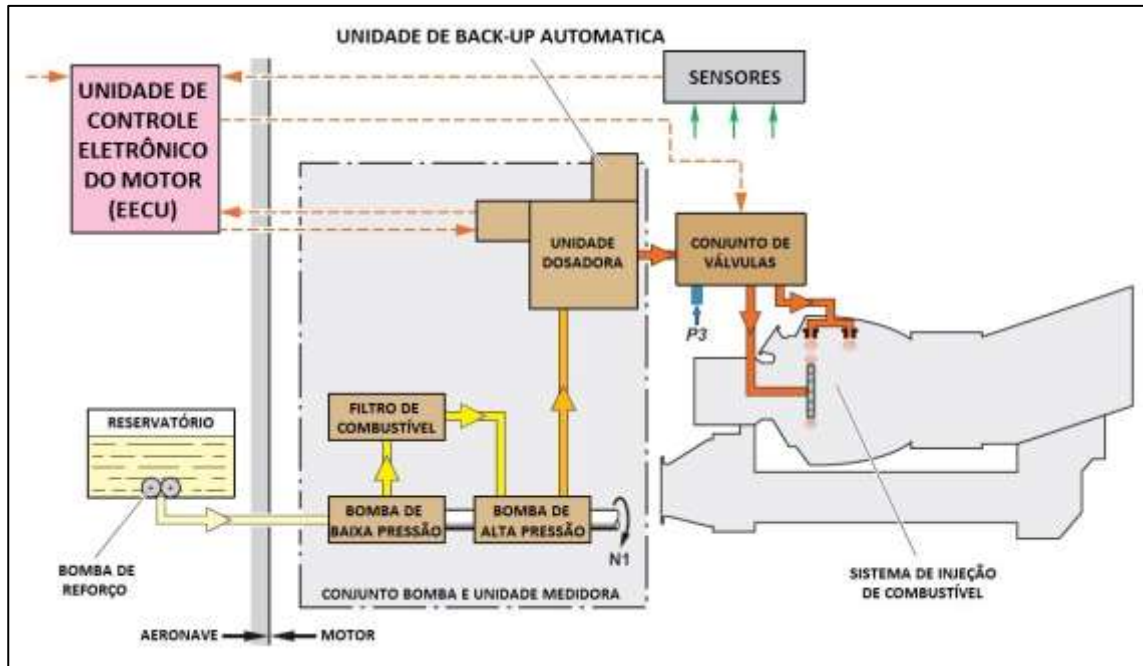 UNIDADE DE BACK-UP AUTOMATICA
SENSORES
UNIDADE DE
CONTROLE
ELETRÔNICO
DO MOTOR
(EECU)
UNIDADE
DOSADORA
CONJUNTO DE
VÁLVULAS
P3
FILTRO DE
COMBUSTÍVEL
RESERVATÓRIO
BOMBA DE
BAIXA PRESSÃO
BOMBA DE
ALTA PRESSÃO
N1
BOMBA DE
REFORÇO
SISTEMA DE INJEÇÃO
DE COMBUSTÍVEL
CONJUNTO BOMBA E UNIDADE MEDIDORA
AERONAVE
MOTOR